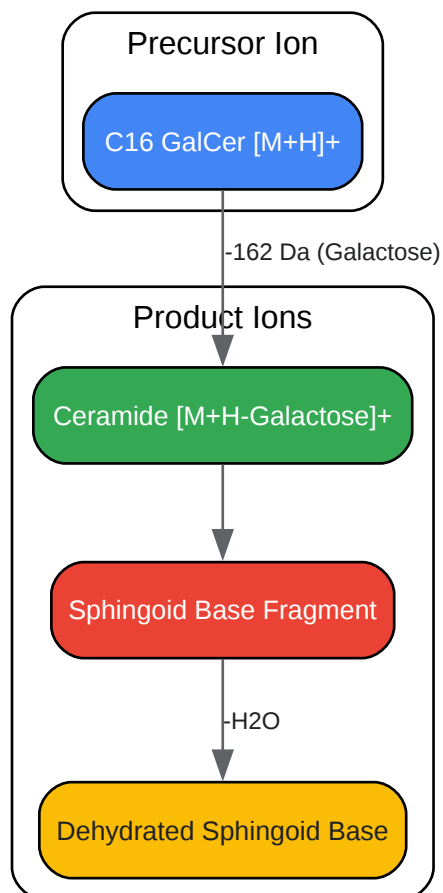 Precursor Ion
C16 GalCer [M+H]+
-162 Da (Galactose)
Product Ions
Ceramide [M+H-Galactose]+
Sphingoid Base Fragment
-H2O
Dehydrated Sphingoid Base